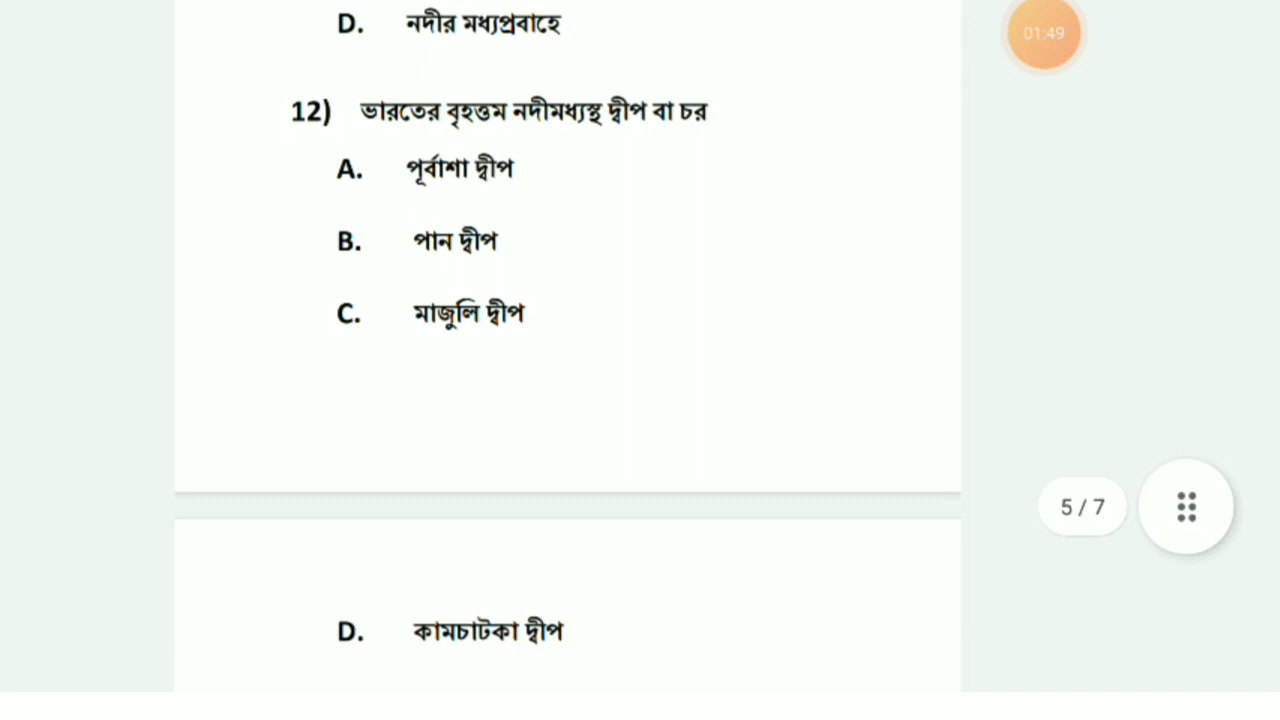 D. নদীর মধ্যপ্রবাহে
01:49
12) ভারতের বৃহত্তম নদীমধ্যস্থ দ্বীপ বা চর
A. পূর্বাশা দ্বীপ
B. পান দ্বীপ
C. মাজুলি দ্বীপ
5 / 7
D. কামচাটকা দ্বীপ